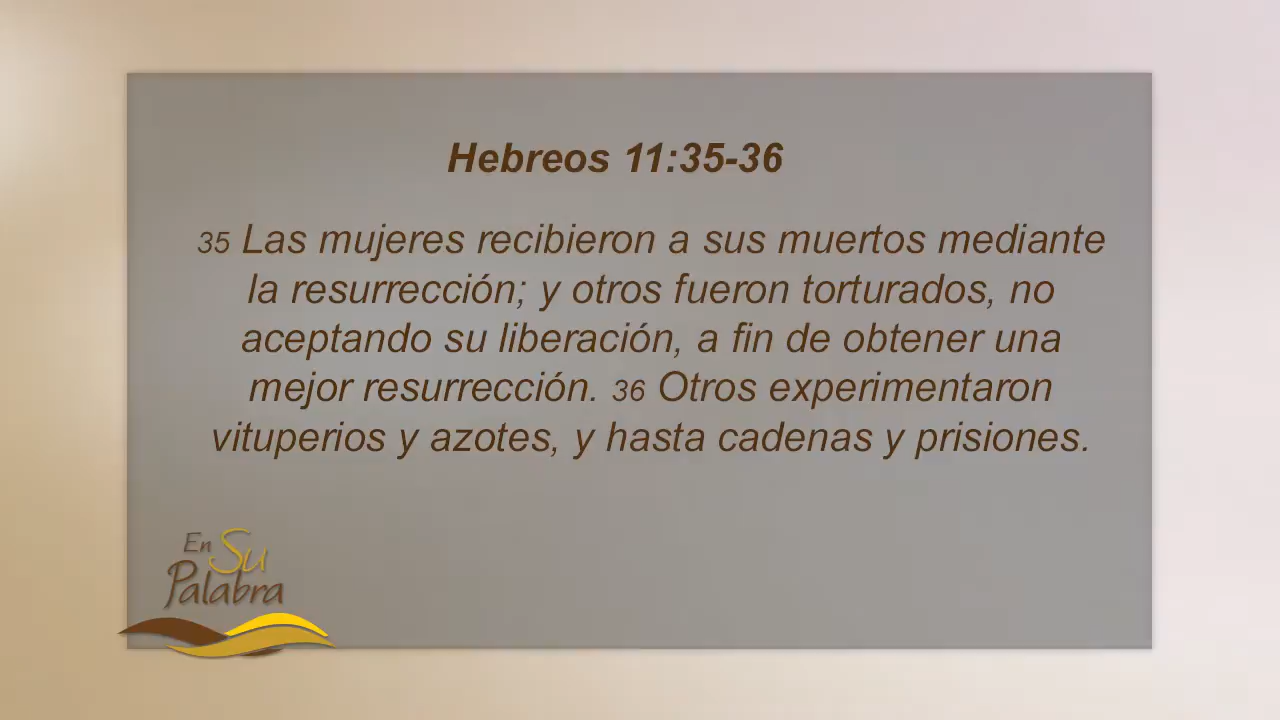 Hebreos 11:35-36
35 Las mujeres recibieron a sus muertos mediante
la resurrección; y otros fueron torturados, no
aceptando su liberación, a fin de obtener una
mejor resurrección. 36 Otros experimentaron
vituperios y azotes, y hasta cadenas y prisiones.
En Su
Palabra